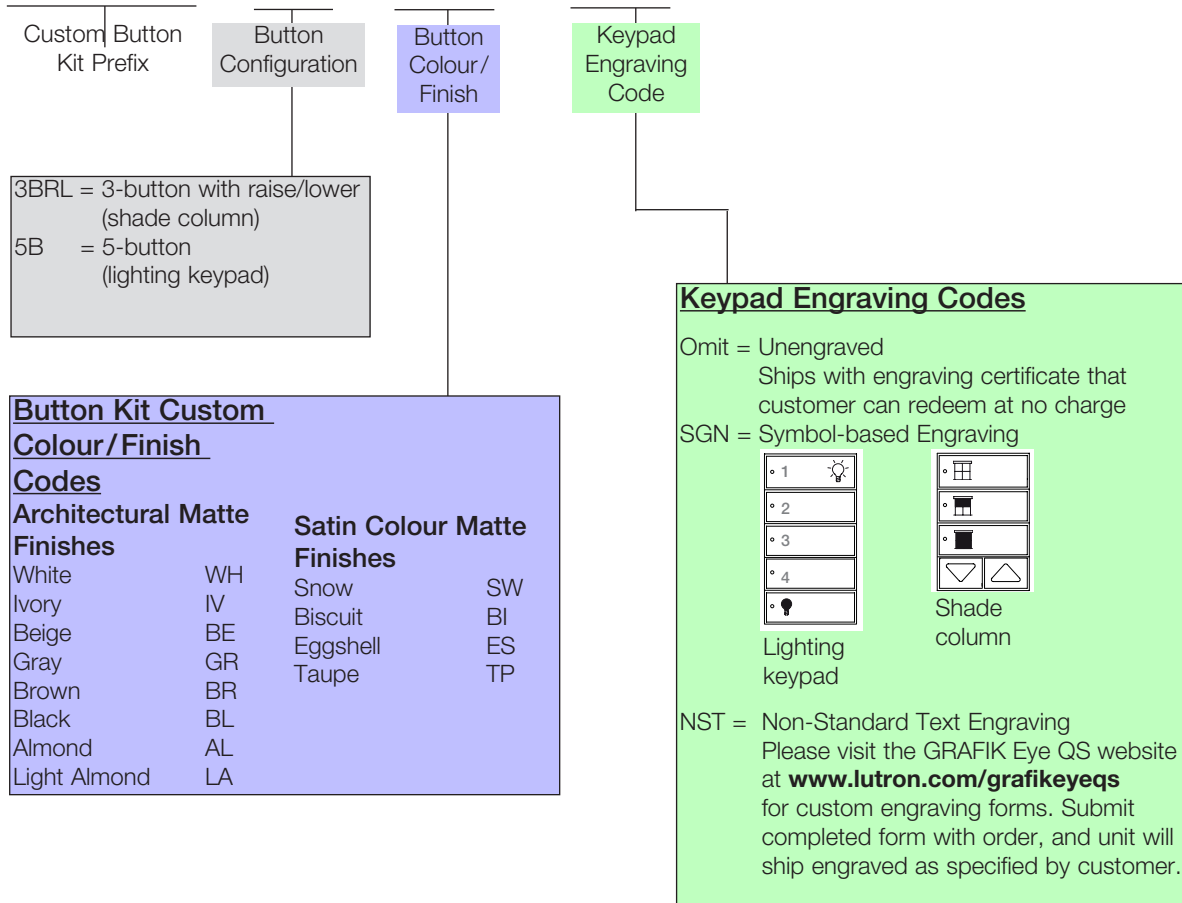 Custom Button
Kit Prefix
Button
Configuration
Button
Colour/
Finish
Keypad
Engraving
Code
3BRL = 3-button with raise/lower
(shade column)
5B = 5-button
(lighting keypad)
Button Kit Custom
Colour/Finish
Codes
Architectural Matte
Finishes
White WH
Ivory IV
Beige BE
Gray GR
Brown BR
Black BL
Almond AL
Light Almond LA
Satin Colour Matte
Finishes
Snow SW
Biscuit BI
Eggshell ES
Taupe TP
Keypad Engraving Codes
Omit = Unengraved
Ships with engraving certificate that
customer can redeem at no charge
SGN = Symbol-based Engraving
1
2
3
4
Lighting
keypad
Shade
column
NST = Non-Standard Text Engraving
Please visit the GRAFIK Eye QS website
at www.lutron.com/grafikeyeqs
for custom engraving forms. Submit
completed form with order, and unit will
ship engraved as specified by customer.